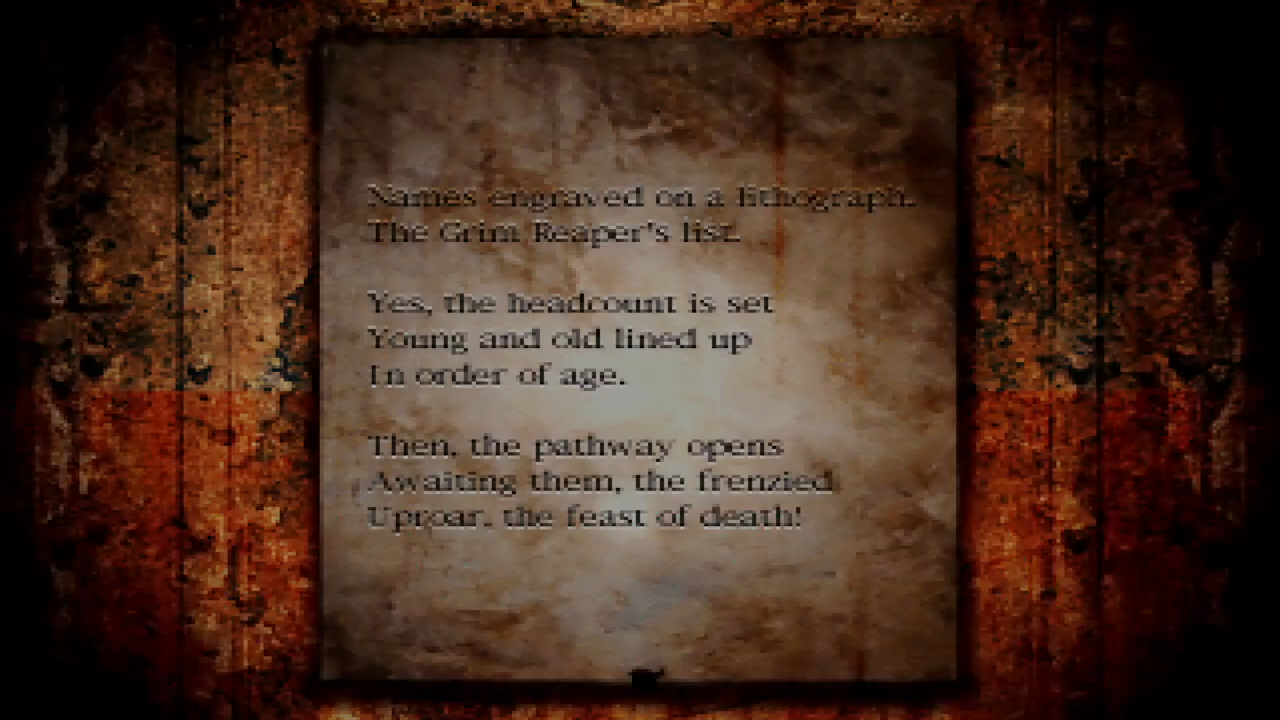 Names engraved on a lithograph.
The Grim Reaper's list.
Yes, the headcount is set
Young and old lined up
In order of age.
Then, the pathway opens
Awaiting them, the frenzied
Uproar, the feast of death!